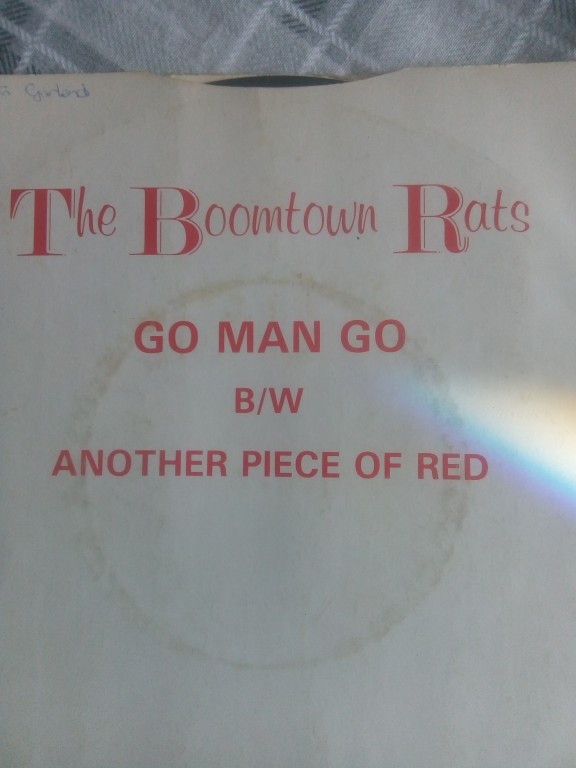 The Boomtown Rats
GO MAN GO
B/W
ANOTHER PIECE OF RED